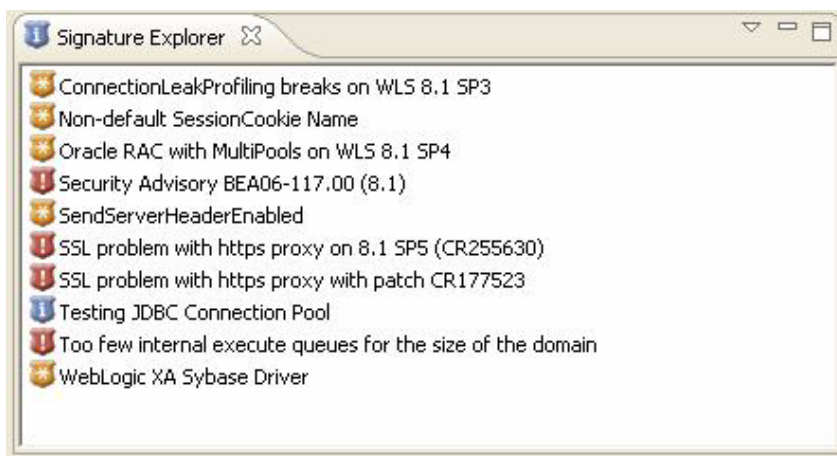 Signature Explorer
ConnectionLeakProfiling breaks on WLS 8.1 SP3
Non-default SessionCookie Name
Oracle RAC with MultiPools on WLS 8.1 SP4
Security Advisory BEA06-117.00 (8.1)
SendServerHeaderEnabled
SSL problem with https proxy on 8.1 SP5 (CR255630)
SSL problem with https proxy with patch CR177523
Testing JDBC Connection Pool
Too few internal execute queues for the size of the domain
WebLogic XA Sybase Driver